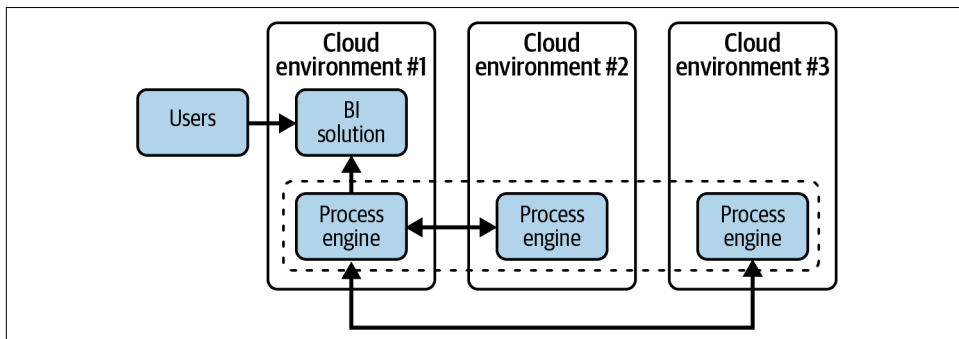 Cloud
environment #1
Cloud
environment #2
Cloud
environment #3
Users
BI
solution
Process
engine
Process
engine
Process
engine